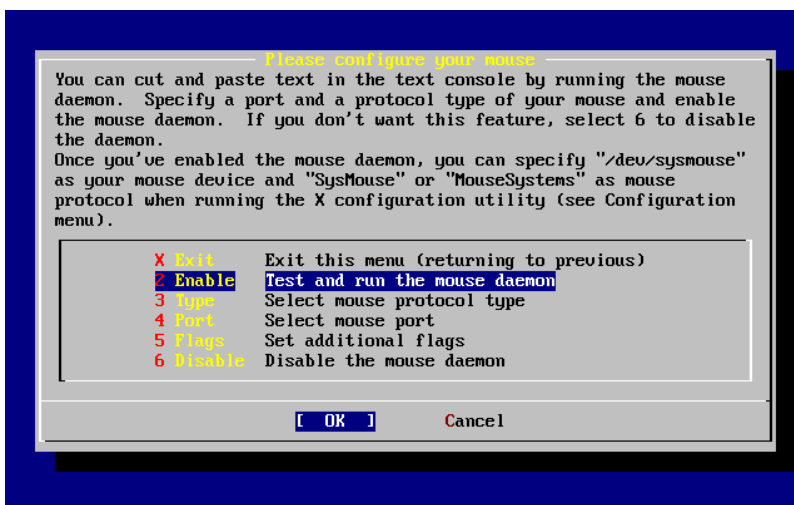 Please configure your mouse
You can cut and paste text in the text console by running the mouse
daemon.  Specify a port and a protocol type of your mouse and enable
the mouse daemon.  If you don't want this feature, select 6 to disable
the daemon.
Once you've enabled the mouse daemon, you can specify "/dev/sysmouse"
as your mouse device and "SysMouse" or "MouseSystems" as mouse
protocol when running the X configuration utility (see Configuration
menu).
X Exit Exit this menu (returning to previous)
2 Enable Test and run the mouse daemon
3 Type Select mouse protocol type
4 Port Select mouse port
5 Flags Set additional flags
6 Disable Disable the mouse daemon
[ OK ] Cancel